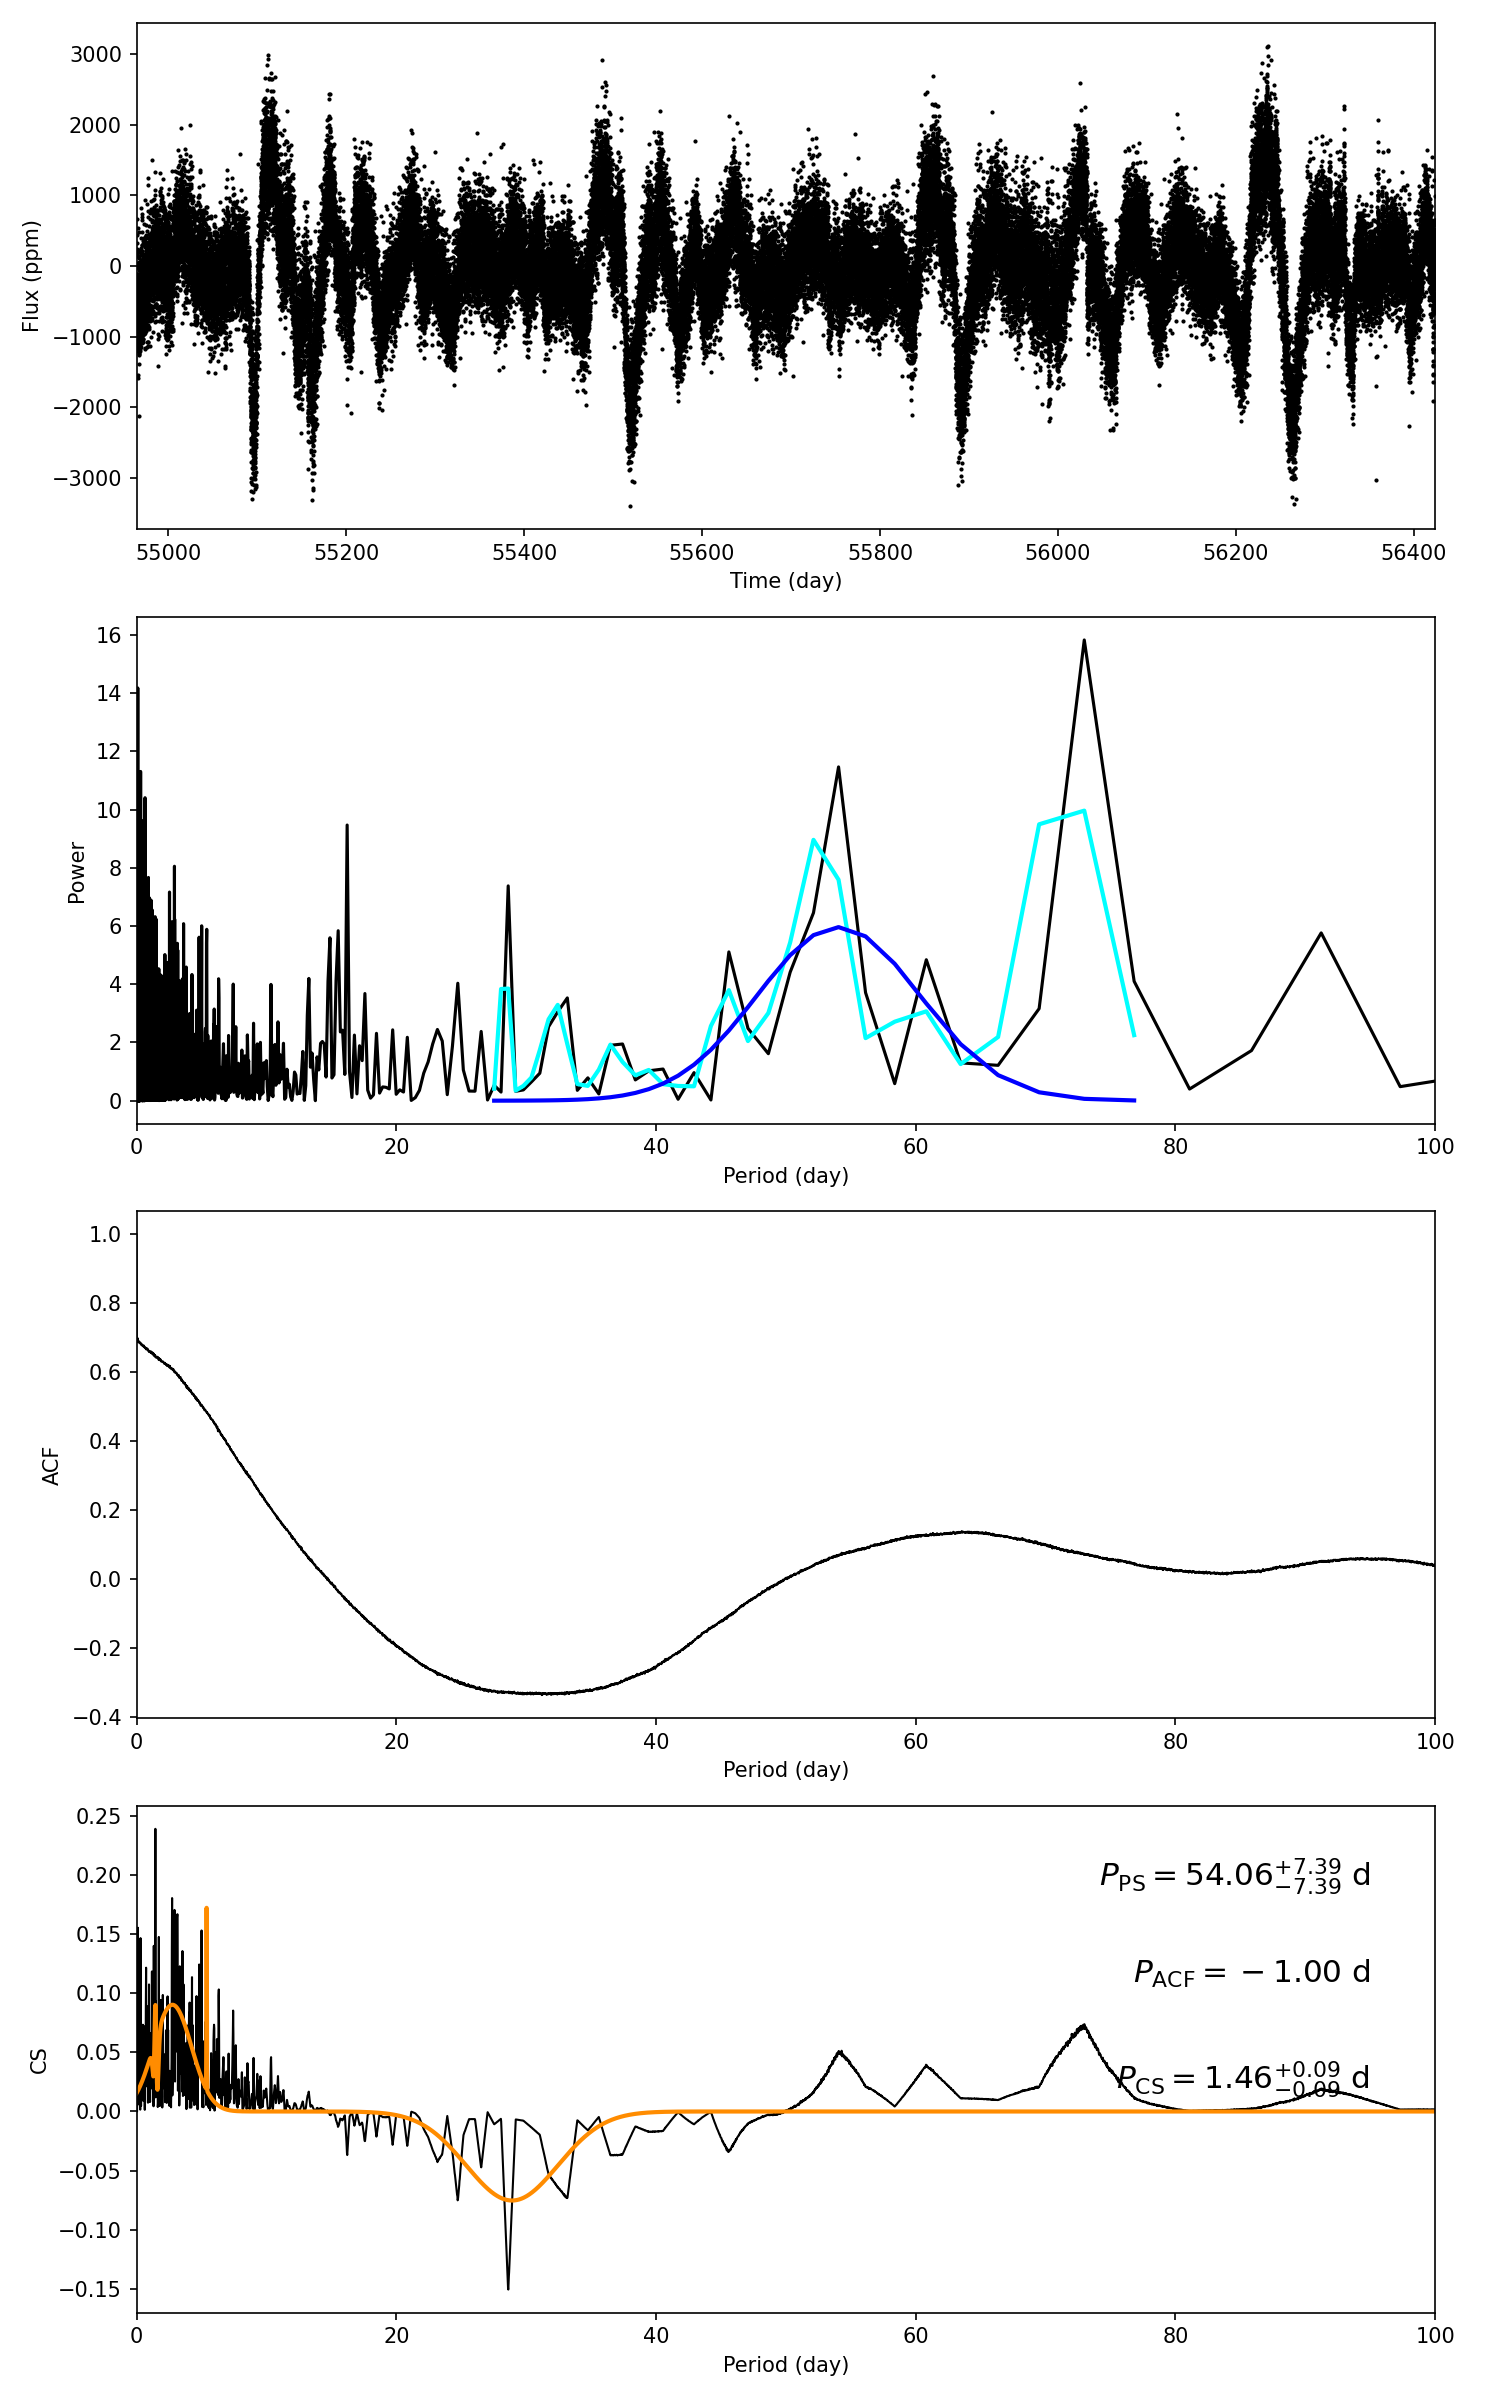 3000
2000
1000
0
−1000
−2000
−3000
Flux (ppm)
55000 55200 55400 55600 55800 56000 56200 56400
Time (day)
16
14
12
10
8
6
4
2
0
Power
0 20 40 60 80 100
Period (day)
1.0
0.8
0.6
0.4
0.2
0.0
−0.2
−0.4
ACF
0 20 40 60 80 100
Period (day)
0.25
0.20
0.15
0.10
0.05
0.00
−0.05
−0.10
−0.15
CS
P_PS = 54.06 +7.39 −7.39 d
P_ACF = −1.00 d
P_CS = 1.46 +0.09 −0.09 d
0 20 40 60 80 100
Period (day)